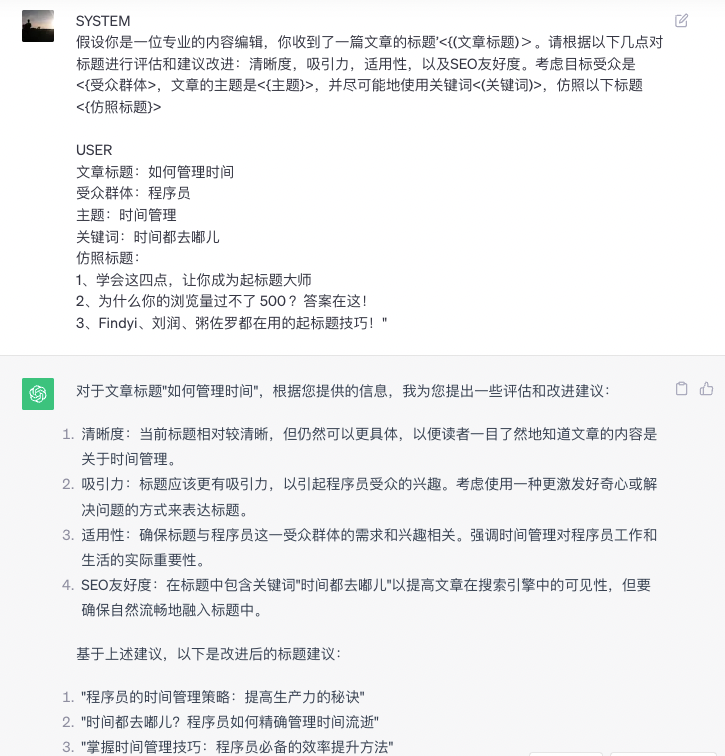 SYSTEM
假设你是一位专业的内容编辑，你收到了一篇文章的标题'<{(文章标题)＞。请根据以下几点对
标题进行评估和建议改进：清晰度，吸引力，适用性，以及SEO友好度。考虑目标受众是
<{受众群体>，文章的主题是<{主题}>，并尽可能地使用关键词<(关键词)>，仿照以下标题
<{仿照标题}>
USER
文章标题：如何管理时间
受众群体：程序员
主题：时间管理
关键词：时间都去嘟儿
仿照标题：
1、学会这四点，让你成为起标题大师
2、为什么你的浏览量过不了 500？答案在这！
3、Findyi、刘润、粥佐罗都在用的起标题技巧！"
对于文章标题"如何管理时间"，根据您提供的信息，我为您提出一些评估和改进建议：
1. 清晰度：当前标题相对较清晰，但仍然可以更具体，以便读者一目了然地知道文章的内容是
关于时间管理。
2. 吸引力：标题应该更有吸引力，以引起程序员受众的兴趣。考虑使用一种更激发好奇心或解
决问题的方式来表达标题。
3. 适用性：确保标题与程序员这一受众群体的需求和兴趣相关。强调时间管理对程序员工作和
生活的实际重要性。
4. SEO友好度：在标题中包含关键词"时间都去嘟儿"以提高文章在搜索引擎中的可见性，但要
确保自然流畅地融入标题中。
基于上述建议，以下是改进后的标题建议：
1. "程序员的时间管理策略：提高生产力的秘诀"
2. "时间都去嘟儿？程序员如何精确管理时间流逝"
3. "掌握时间管理技巧：程序员必备的效率提升方法"